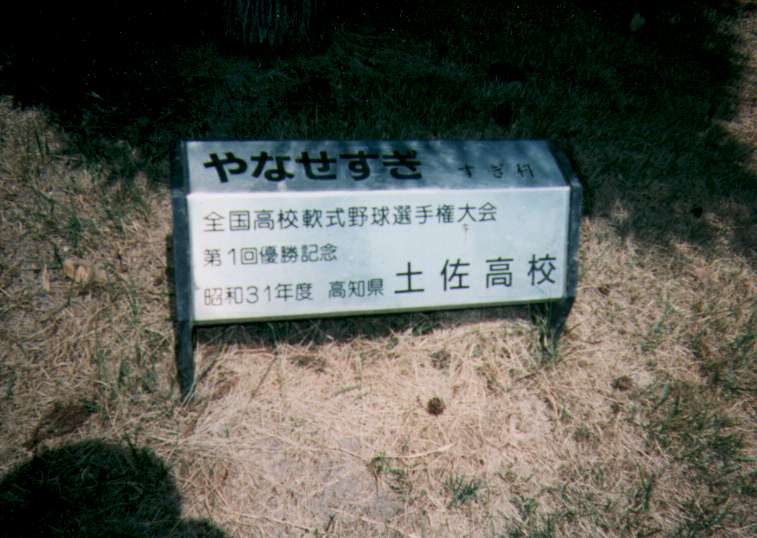 やなせすぎ すぎ科
全国高校軟式野球選手権大会
第1回優勝記念
昭和31年度 高知県 土佐高校